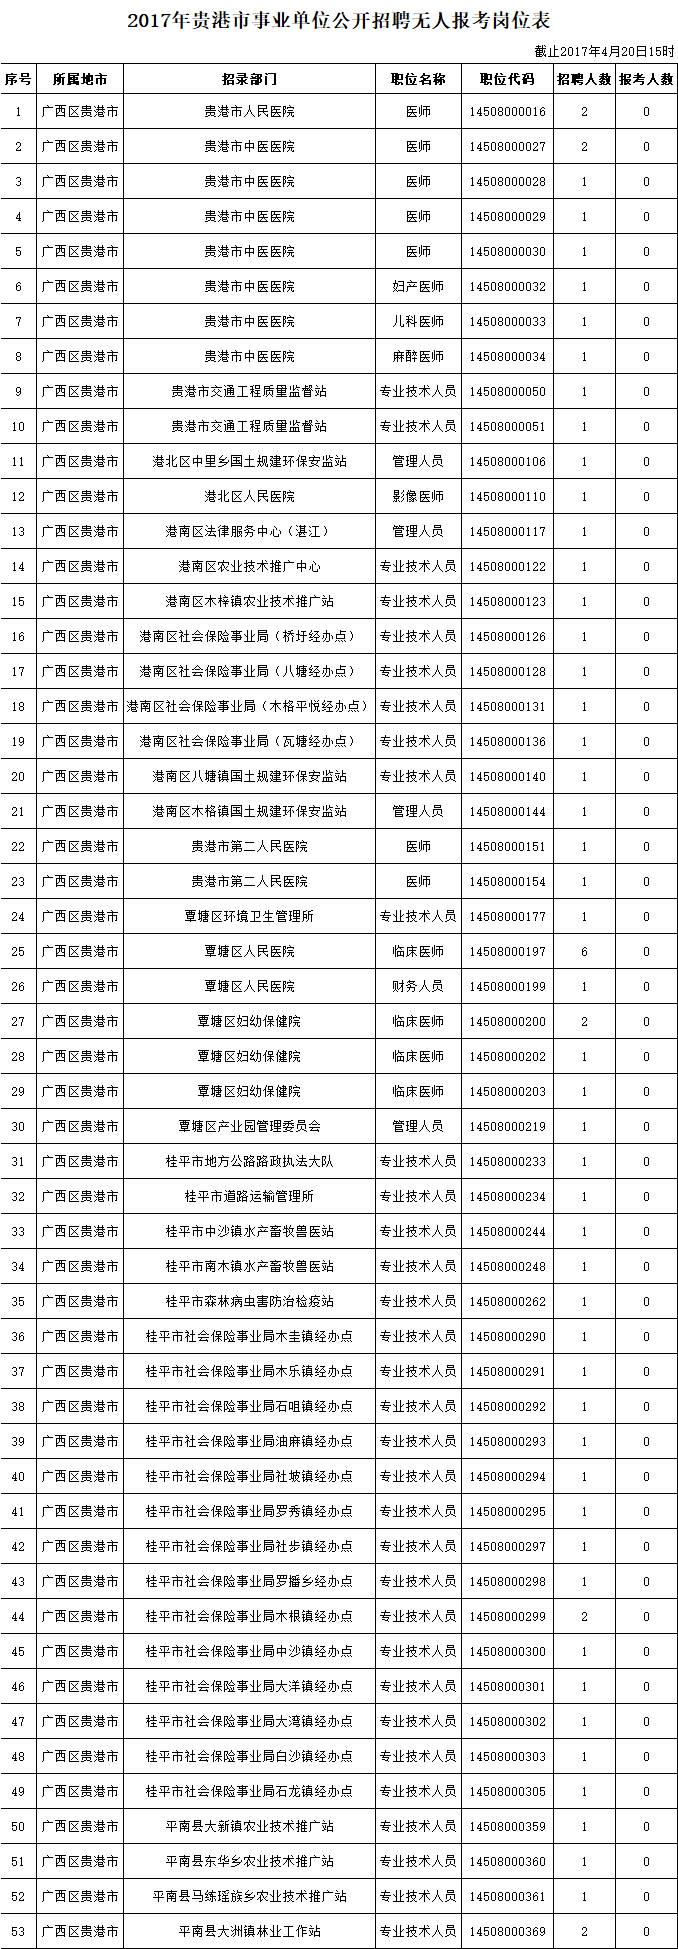 2017年贵港市事业单位公开招聘无人报考岗位表
截止2017年4月20日15时
序号 所属地市 招录部门 职位名称 职位代码 招聘人数 报考人数
1 广西区贵港市 贵港市人民医院 医师 14508000016 2 0
2 广西区贵港市 贵港市中医医院 医师 14508000027 2 0
3 广西区贵港市 贵港市中医医院 医师 14508000028 1 0
4 广西区贵港市 贵港市中医医院 医师 14508000029 1 0
5 广西区贵港市 贵港市中医医院 医师 14508000030 1 0
6 广西区贵港市 贵港市中医医院 妇产医师 14508000032 1 0
7 广西区贵港市 贵港市中医医院 儿科医师 14508000033 1 0
8 广西区贵港市 贵港市中医医院 麻醉医师 14508000034 1 0
9 广西区贵港市 贵港市交通工程质量监督站 专业技术人员 14508000050 1 0
10 广西区贵港市 贵港市交通工程质量监督站 专业技术人员 14508000051 1 0
11 广西区贵港市 港北区中里乡国土规建环保安监站 管理人员 14508000106 1 0
12 广西区贵港市 港北区人民医院 影像医师 14508000110 1 0
13 广西区贵港市 港南区法律服务中心（湛江） 管理人员 14508000117 1 0
14 广西区贵港市 港南区农业技术推广中心 专业技术人员 14508000122 1 0
15 广西区贵港市 港南区木梓镇农业技术推广站 专业技术人员 14508000123 1 0
16 广西区贵港市 港南区社会保险事业局（桥圩经办点） 专业技术人员 14508000126 1 0
17 广西区贵港市 港南区社会保险事业局（八塘经办点） 专业技术人员 14508000128 1 0
18 广西区贵港市 港南区社会保险事业局（木格平悦经办点） 专业技术人员 14508000131 1 0
19 广西区贵港市 港南区社会保险事业局（瓦塘经办点） 专业技术人员 14508000136 1 0
20 广西区贵港市 港南区八塘镇国土规建环保安监站 专业技术人员 14508000140 1 0
21 广西区贵港市 港南区木格镇国土规建环保安监站 管理人员 14508000144 1 0
22 广西区贵港市 贵港市第二人民医院 医师 14508000151 1 0
23 广西区贵港市 贵港市第二人民医院 医师 14508000154 1 0
24 广西区贵港市 覃塘区环境卫生管理所 专业技术人员 14508000177 1 0
25 广西区贵港市 覃塘区人民医院 临床医师 14508000197 6 0
26 广西区贵港市 覃塘区人民医院 财务人员 14508000199 1 0
27 广西区贵港市 覃塘区妇幼保健院 临床医师 14508000200 2 0
28 广西区贵港市 覃塘区妇幼保健院 临床医师 14508000202 1 0
29 广西区贵港市 覃塘区妇幼保健院 临床医师 14508000203 1 0
30 广西区贵港市 覃塘区产业园管理委员会 管理人员 14508000219 1 0
31 广西区贵港市 桂平市地方公路路政执法大队 专业技术人员 14508000233 1 0
32 广西区贵港市 桂平市道路运输管理所 专业技术人员 14508000234 1 0
33 广西区贵港市 桂平市中沙镇水产畜牧兽医站 专业技术人员 14508000244 1 0
34 广西区贵港市 桂平市南木镇水产畜牧兽医站 专业技术人员 14508000248 1 0
35 广西区贵港市 桂平市森林病虫害防治检疫站 专业技术人员 14508000262 1 0
36 广西区贵港市 桂平市社会保险事业局木圭镇经办点 专业技术人员 14508000290 1 0
37 广西区贵港市 桂平市社会保险事业局木乐镇经办点 专业技术人员 14508000291 1 0
38 广西区贵港市 桂平市社会保险事业局石咀镇经办点 专业技术人员 14508000292 1 0
39 广西区贵港市 桂平市社会保险事业局油麻镇经办点 专业技术人员 14508000293 1 0
40 广西区贵港市 桂平市社会保险事业局社坡镇经办点 专业技术人员 14508000294 1 0
41 广西区贵港市 桂平市社会保险事业局罗秀镇经办点 专业技术人员 14508000295 1 0
42 广西区贵港市 桂平市社会保险事业局社步镇经办点 专业技术人员 14508000297 1 0
43 广西区贵港市 桂平市社会保险事业局罗播乡经办点 专业技术人员 14508000298 1 0
44 广西区贵港市 桂平市社会保险事业局木根镇经办点 专业技术人员 14508000299 2 0
45 广西区贵港市 桂平市社会保险事业局中沙镇经办点 专业技术人员 14508000300 1 0
46 广西区贵港市 桂平市社会保险事业局大洋镇经办点 专业技术人员 14508000301 1 0
47 广西区贵港市 桂平市社会保险事业局大湾镇经办点 专业技术人员 14508000302 1 0
48 广西区贵港市 桂平市社会保险事业局白沙镇经办点 专业技术人员 14508000303 1 0
49 广西区贵港市 桂平市社会保险事业局石龙镇经办点 专业技术人员 14508000305 1 0
50 广西区贵港市 平南县大新镇农业技术推广站 专业技术人员 14508000359 1 0
51 广西区贵港市 平南县东华乡农业技术推广站 专业技术人员 14508000360 1 0
52 广西区贵港市 平南县马练瑶族乡农业技术推广站 专业技术人员 14508000361 1 0
53 广西区贵港市 平南县大洲镇林业工作站 专业技术人员 14508000369 2 0